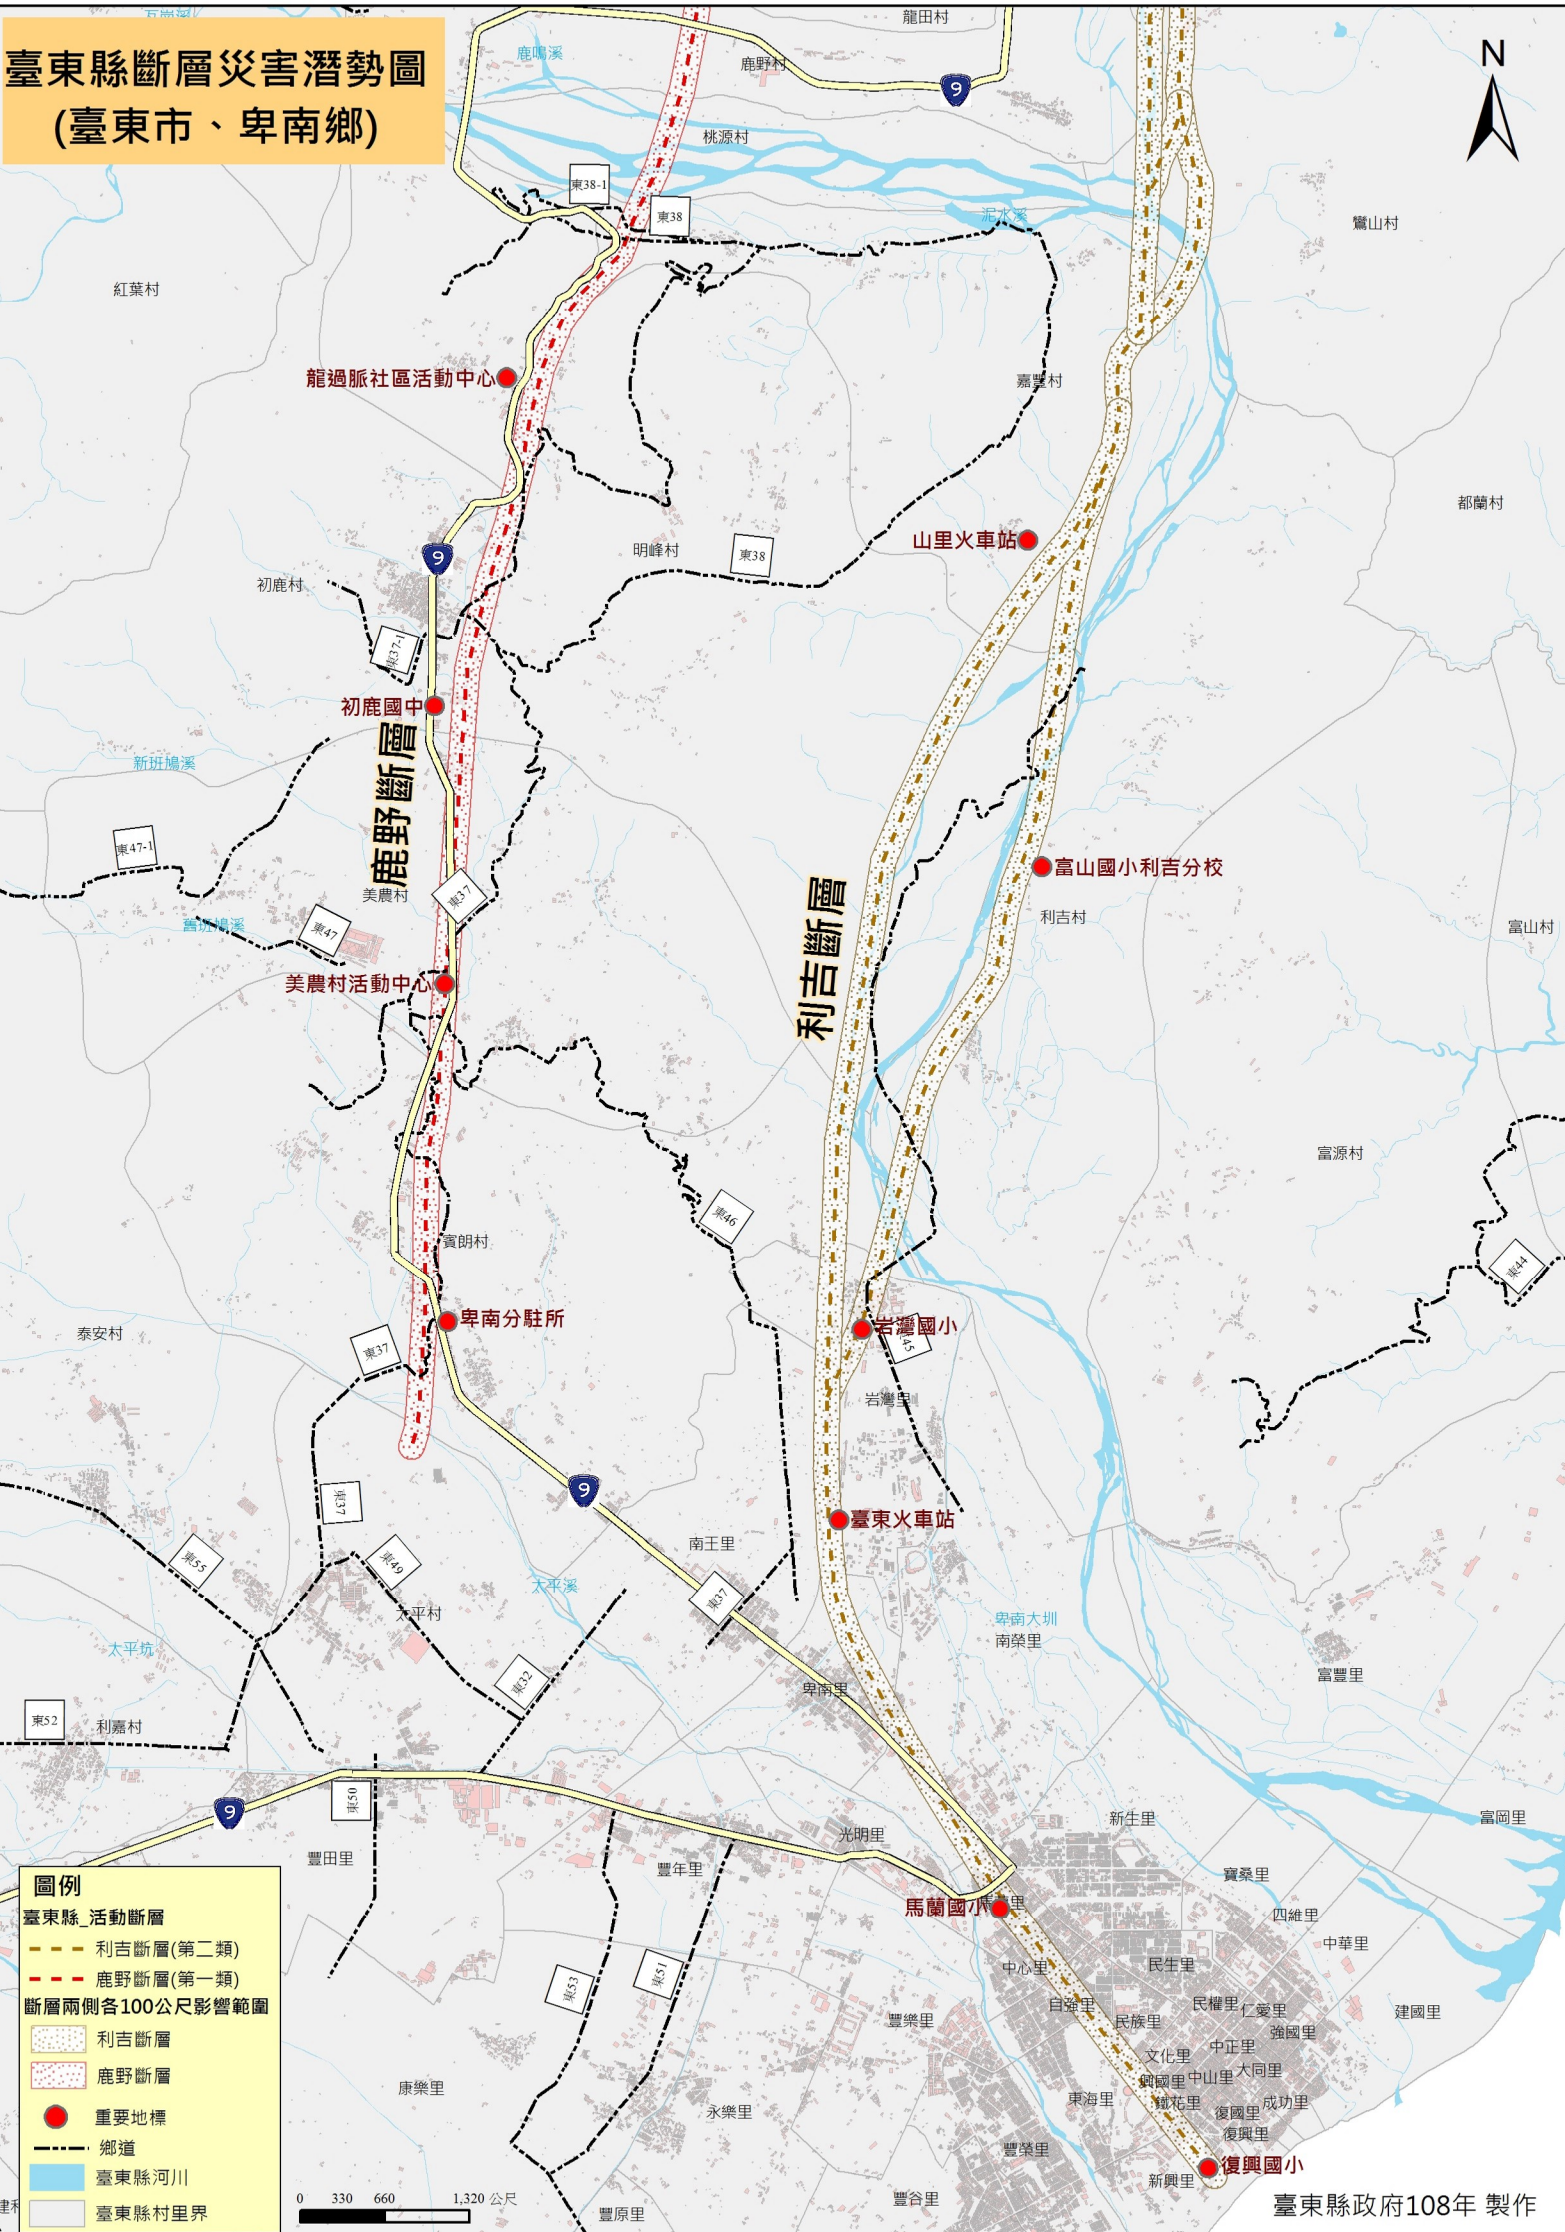 臺東縣斷層災害潛勢圖
(臺東市、卑南鄉)
N
龍田村
鹿鳴溪
鹿野村
9
桃源村
東38-1
東38
泥水溪
鸞山村
紅葉村
龍過脈社區活動中心
嘉豐村
都蘭村
山里火車站
明峰村
東38
9
初鹿村
東37-1
初鹿國中
鹿野斷層
新班鳩溪
東47-1
美農村
東37
富山國小利吉分校
利吉斷層
利吉村
富山村
舊班鳩溪
東47
美農村活動中心
富源村
東46
賓朗村
東44
卑南分駐所
岩灣國小
45
泰安村
東37
岩灣里
9
東37
臺東火車站
南王里
東55
東49
太平溪
東37
太平村
卑南大圳
南榮里
太平坑
富豐里
東32
卑南里
東52
利嘉村
9
東50
新生里
富岡里
光明里
豐田里
豐年里
寶桑里
馬蘭國小
四維里
中華里
中心里
民生里
東53
東51
自強里
民族里
民權里
仁愛里
建國里
豐樂里
強國里
中正里
文化里
大同里
興國里
中山里
康樂里
東海里
鐵花里
成功里
復國里
永樂里
復興里
豐榮里
復興國小
新興里
豐谷里
豐原里
圖例
臺東縣_活動斷層
利吉斷層(第二類)
鹿野斷層(第一類)
斷層兩側各100公尺影響範圍
利吉斷層
鹿野斷層
重要地標
鄉道
臺東縣河川
臺東縣村里界
0 330 660 1,320 公尺
臺東縣政府108年 製作